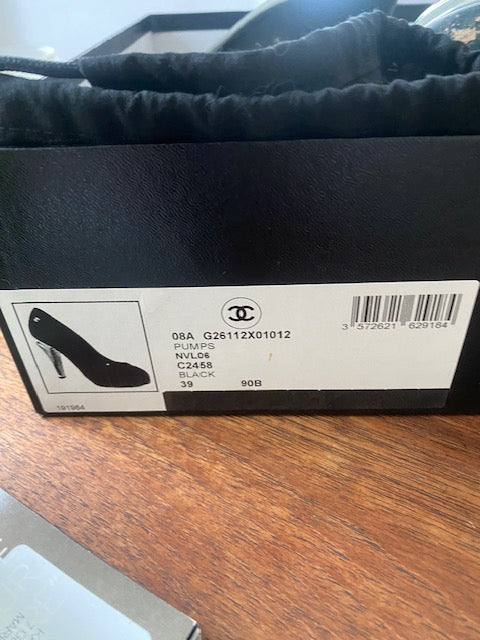 08A G26112X01012
PUMPS
NVL06
C2458
BLACK
39 90B
3 572621 629184
191984